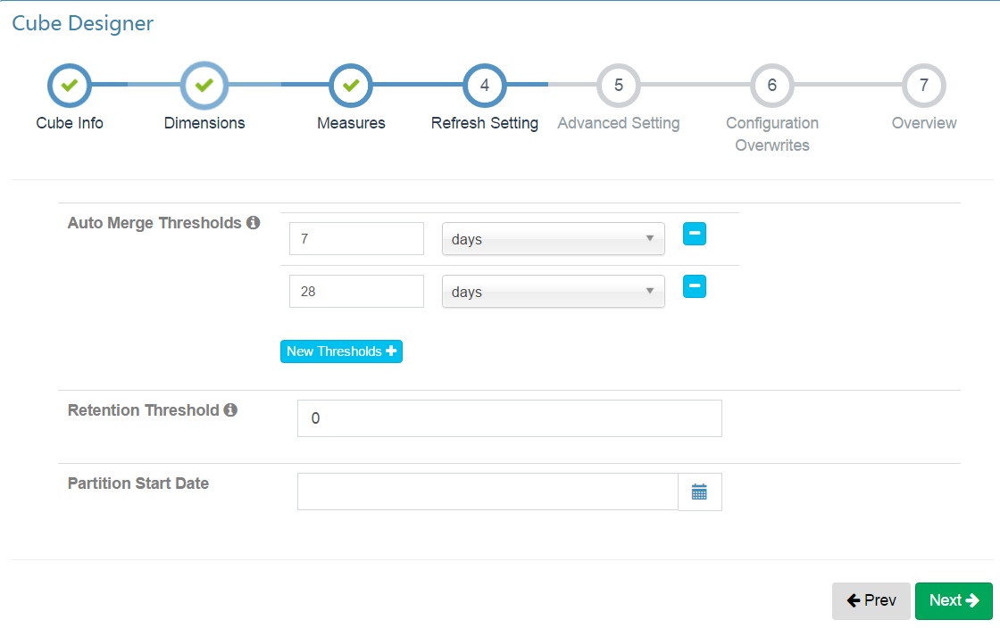 Cube Designer
4
5
6
7
Cube Info
Dimensions
Measures
Refresh Setting
Advanced Setting
Configuration
Overwrites
Overview
Auto Merge Thresholds
7
days
28
days
New Thresholds
Retention Threshold
0
Partition Start Date
Prev
Next